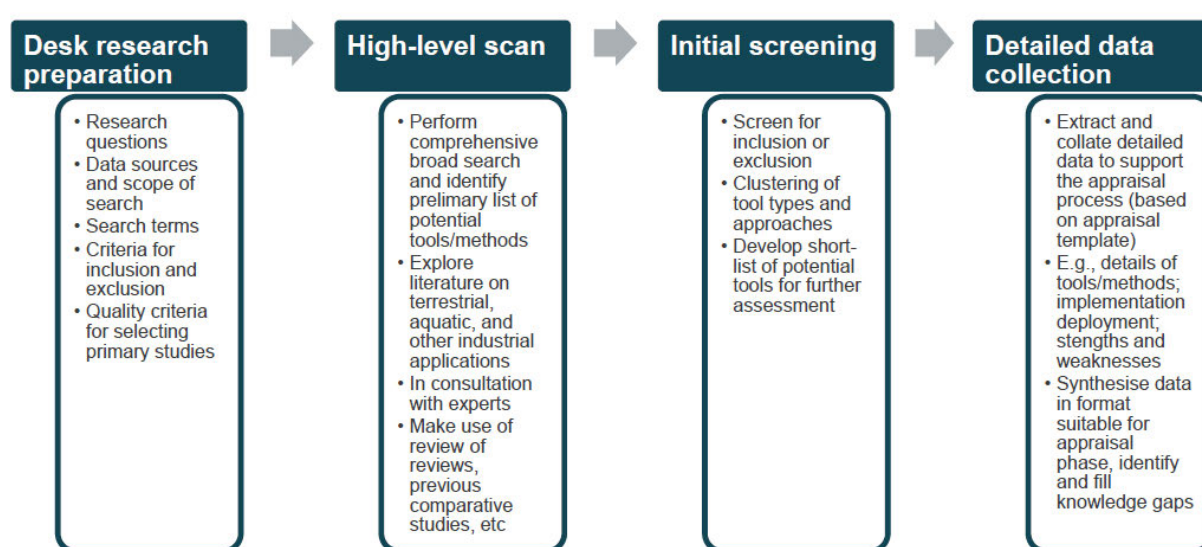 Desk research
preparation
• Research
questions
• Data sources
and scope of
search
• Search terms
• Criteria for
inclusion and
exclusion
• Quality criteria
for selecting
primary studies
High-level scan
• Perform
comprehensive
broad search
and identify
prelimary list of
potential
tools/methods
• Explore
literature on
terrestrial,
aquatic, and
other industrial
applications
• In consultation
with experts
• Make use of
review of
reviews,
previous
comparative
studies, etc
Initial screening
• Screen for
inclusion or
exclusion
• Clustering of
tool types and
approaches
• Develop short-
list of potential
tools for further
assessment
Detailed data
collection
• Extract and
collate detailed
data to support
the appraisal
process (based
on appraisal
template)
• E.g., details of
tools/methods;
implementation
deployment;
stengths and
weaknesses
• Synthesise data
in format
suitable for
appraisal
phase, identify
and fill
knowledge gaps